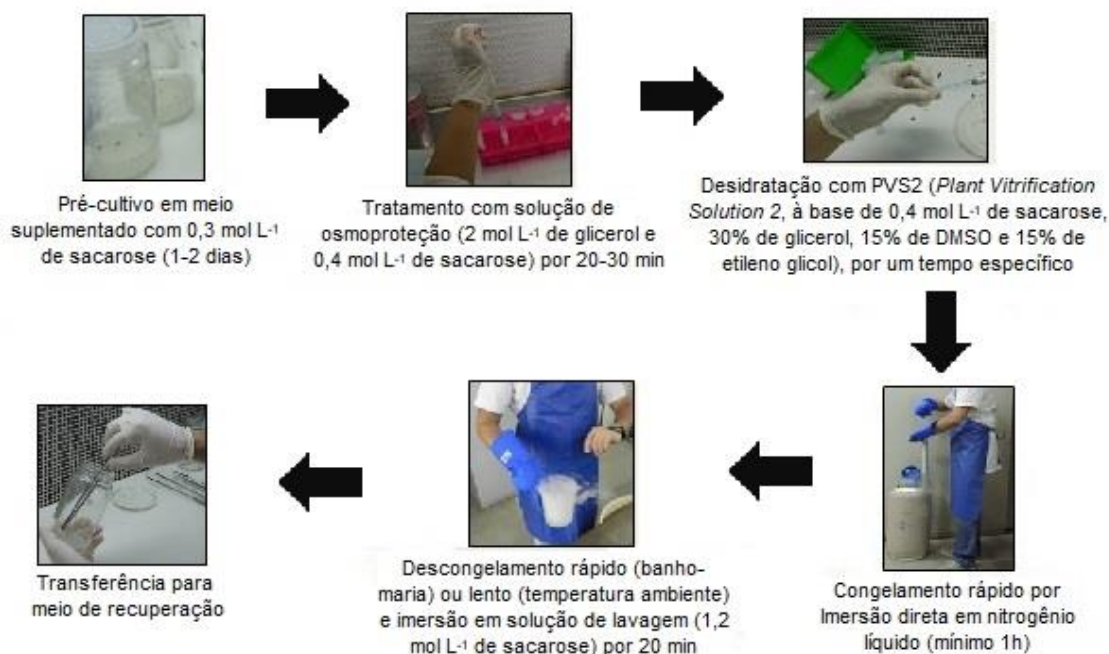 Pré-cultivo em meio
suplementado com 0,3 mol L⁻¹
de sacarose (1-2 dias)
Tratamento com solução de
osmoproteção (2 mol L⁻¹ de glicerol e
0,4 mol L⁻¹ de sacarose) por 20-30 min
Desidratação com PVS2 (Plant Vitrification
Solution 2, à base de 0,4 mol L⁻¹ de sacarose,
30% de glicerol, 15% de DMSO e 15% de
etileno glicol), por um tempo específico
Congelamento rápido por
Imersão direta em nitrogênio
líquido (mínimo 1h)
Descongelamento rápido (banho-
maria) ou lento (temperatura ambiente)
e imersão em solução de lavagem (1,2
mol L⁻¹ de sacarose) por 20 min
Transferência para
meio de recuperação